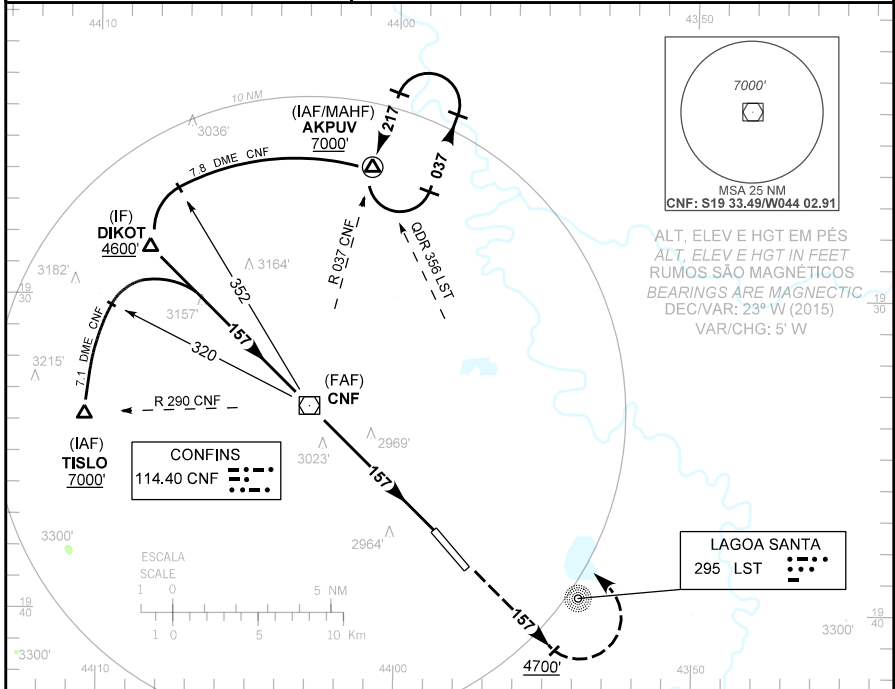 44 10
44 00
43 50
10 NM
3036'
(IAF/MAHF)
AKPUV
7000'
217
037
7.8 DME CNF
(IF)
DIKOT
4600'
R 037 CNF
QDR 356 LST
7000'
MSA 25 NM
CNF: S19 33.49/W044 02.91
ALT, ELEV E HGT EM PÉS
ALT, ELEV E HGT IN FEET
RUMOS SÃO MAGNÉTICOS
BEARINGS ARE MAGNECTIC
DEC/VAR: 23º W (2015)
VAR/CHG: 5' W
3182'
3164'
352
19
30
19
30
3157'
157
7.1 DME CNF
320
3215'
R 290 CNF
(FAF)
CNF
(IAF)
TISLO
7000'
CONFINS
114.40 CNF
3023'
2969'
157
2964'
3300'
ESCALA
SCALE
1 0 5 NM
1 0 5 10 Km
LAGOA SANTA
295 LST
19
40
19
40
157
4700'
3300'
3300'
44 10
44 00
43 50